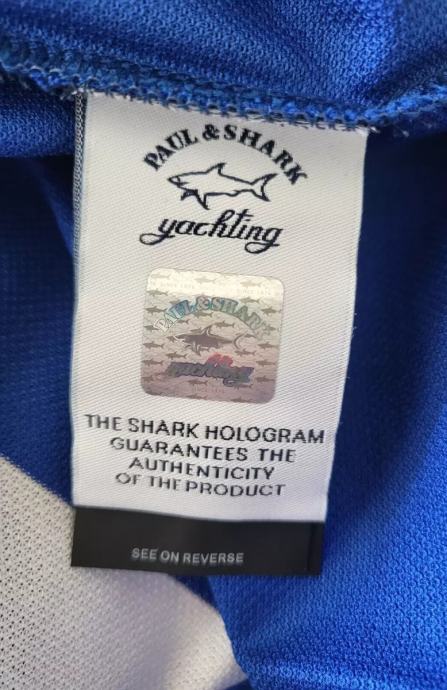 PAUL & SHARK
yachting
PAUL & SHARK
yachting
THE SHARK HOLOGRAM
GUARANTEES THE
AUTHENTICITY
OF THE PRODUCT
SEE ON REVERSE